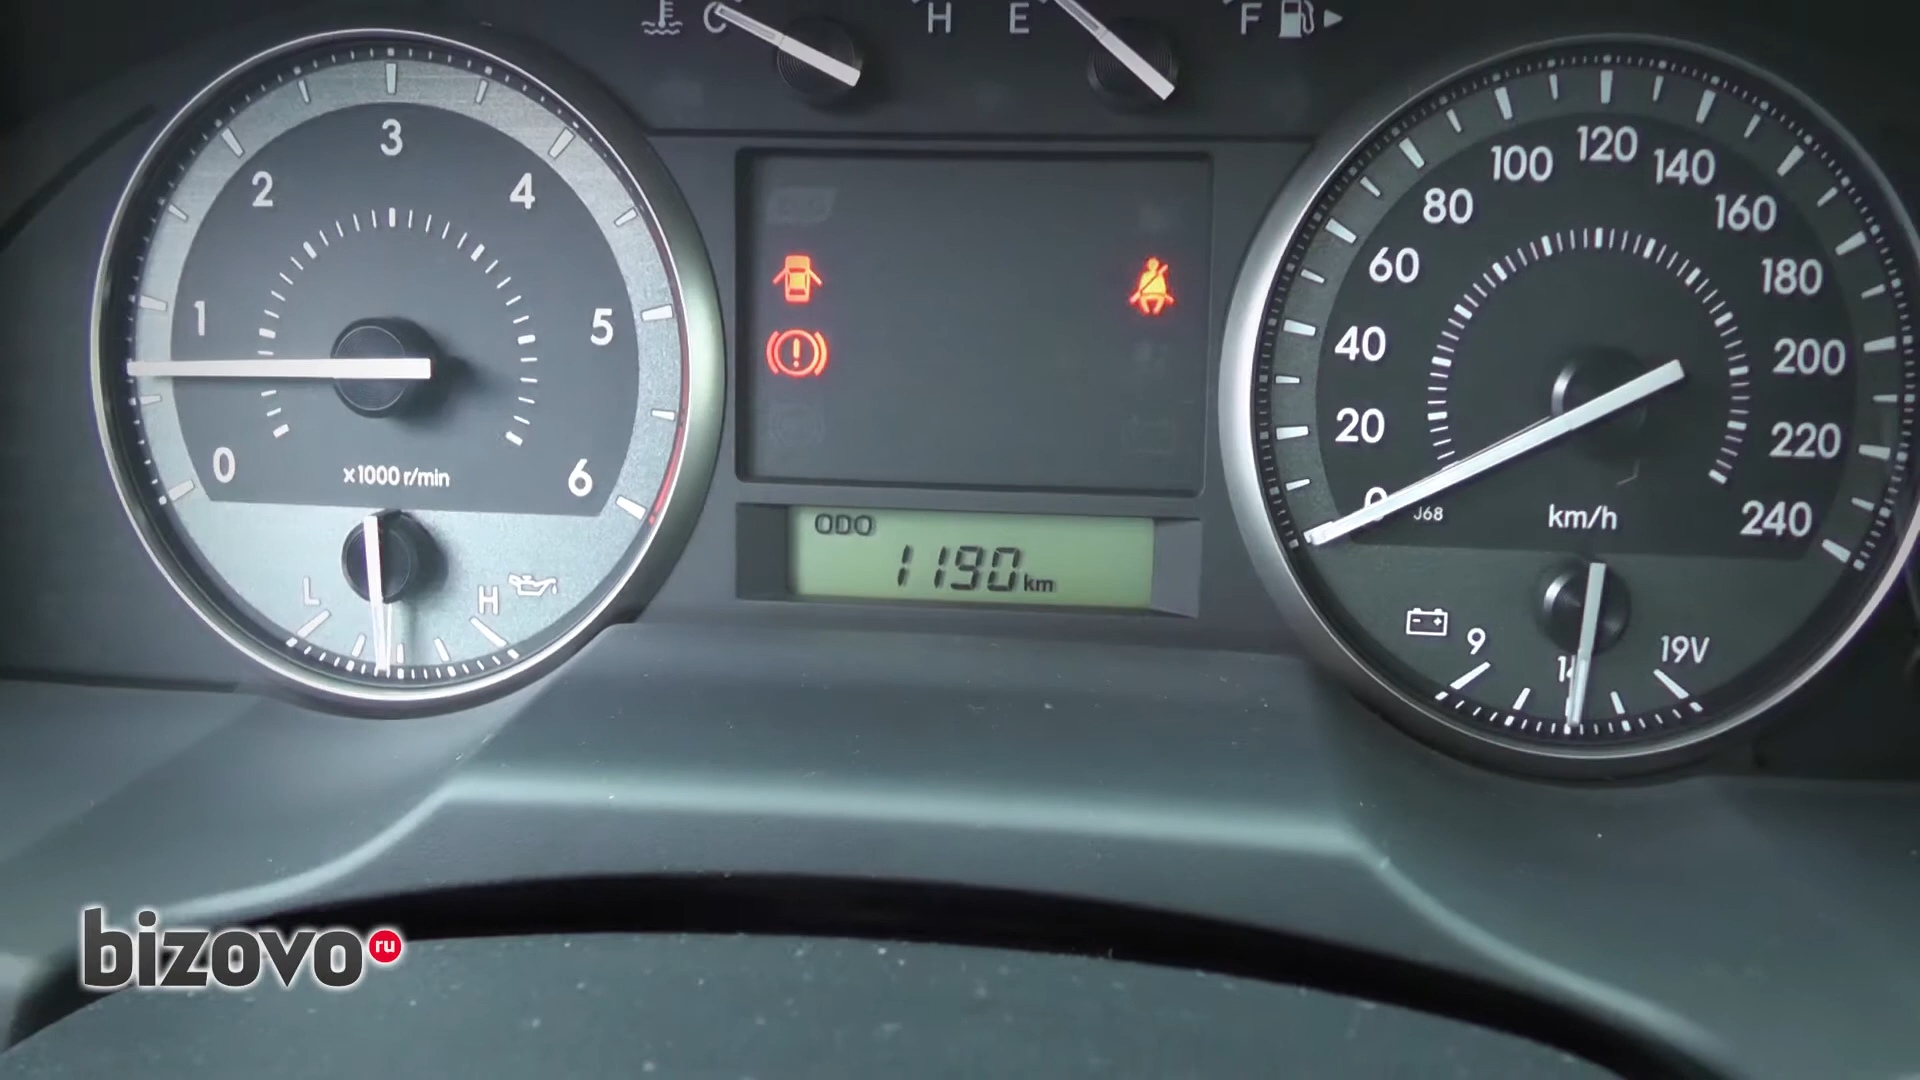 C H E F
0 1 2 3 4 5 6
x1000 r/min
L H
ODO
1190 km
0 20 40 60 80 100 120 140 160 180 200 220 240
J68 km/h
9 14 19V
bizovo ru